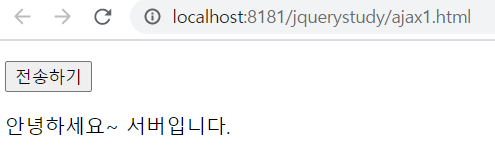 localhost:8181/jquerystudy/ajax1.html
전송하기
안녕하세요~ 서버입니다.